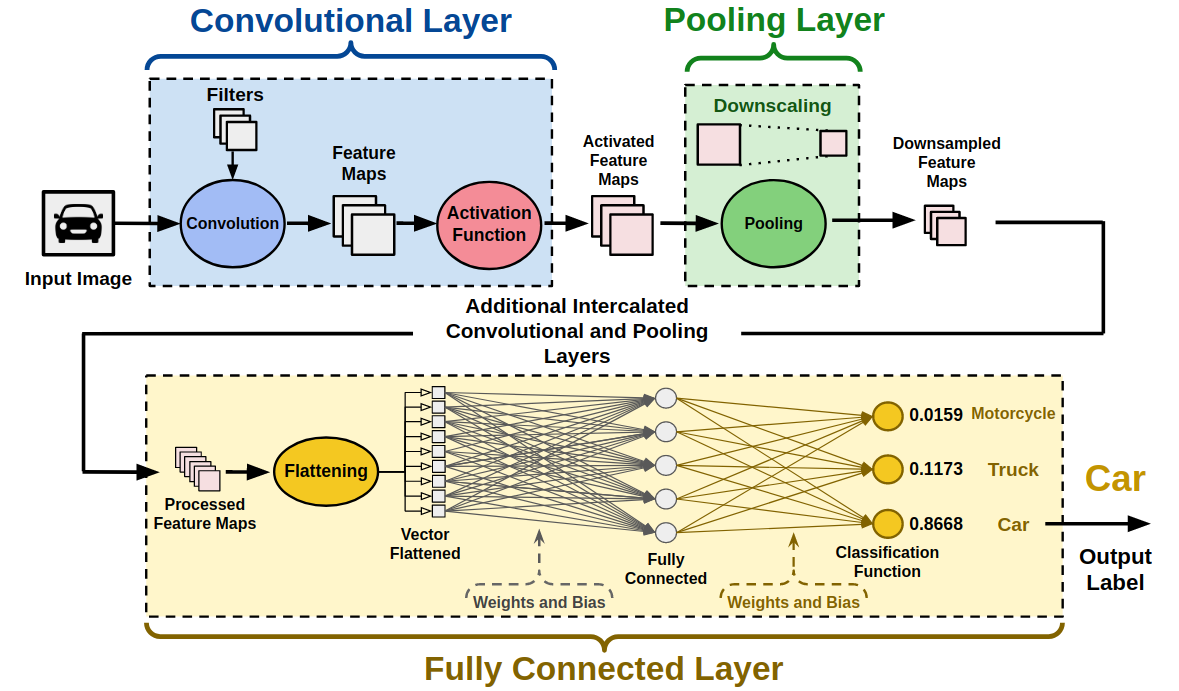 Convolutional Layer
Pooling Layer
Filters
Feature
Maps
Convolution
Activation
Function
Input Image
Activated
Feature
Maps
Downscaling
Pooling
Downsampled
Feature
Maps
Additional Intercalated
Convolutional and Pooling
Layers
Processed
Feature Maps
Flattening
Vector
Flattened
Weights and Bias
Fully
Connected
Weights and Bias
0.0159 Motorcycle
0.1173 Truck
0.8668 Car
Classification
Function
Car
Output
Label
Fully Connected Layer